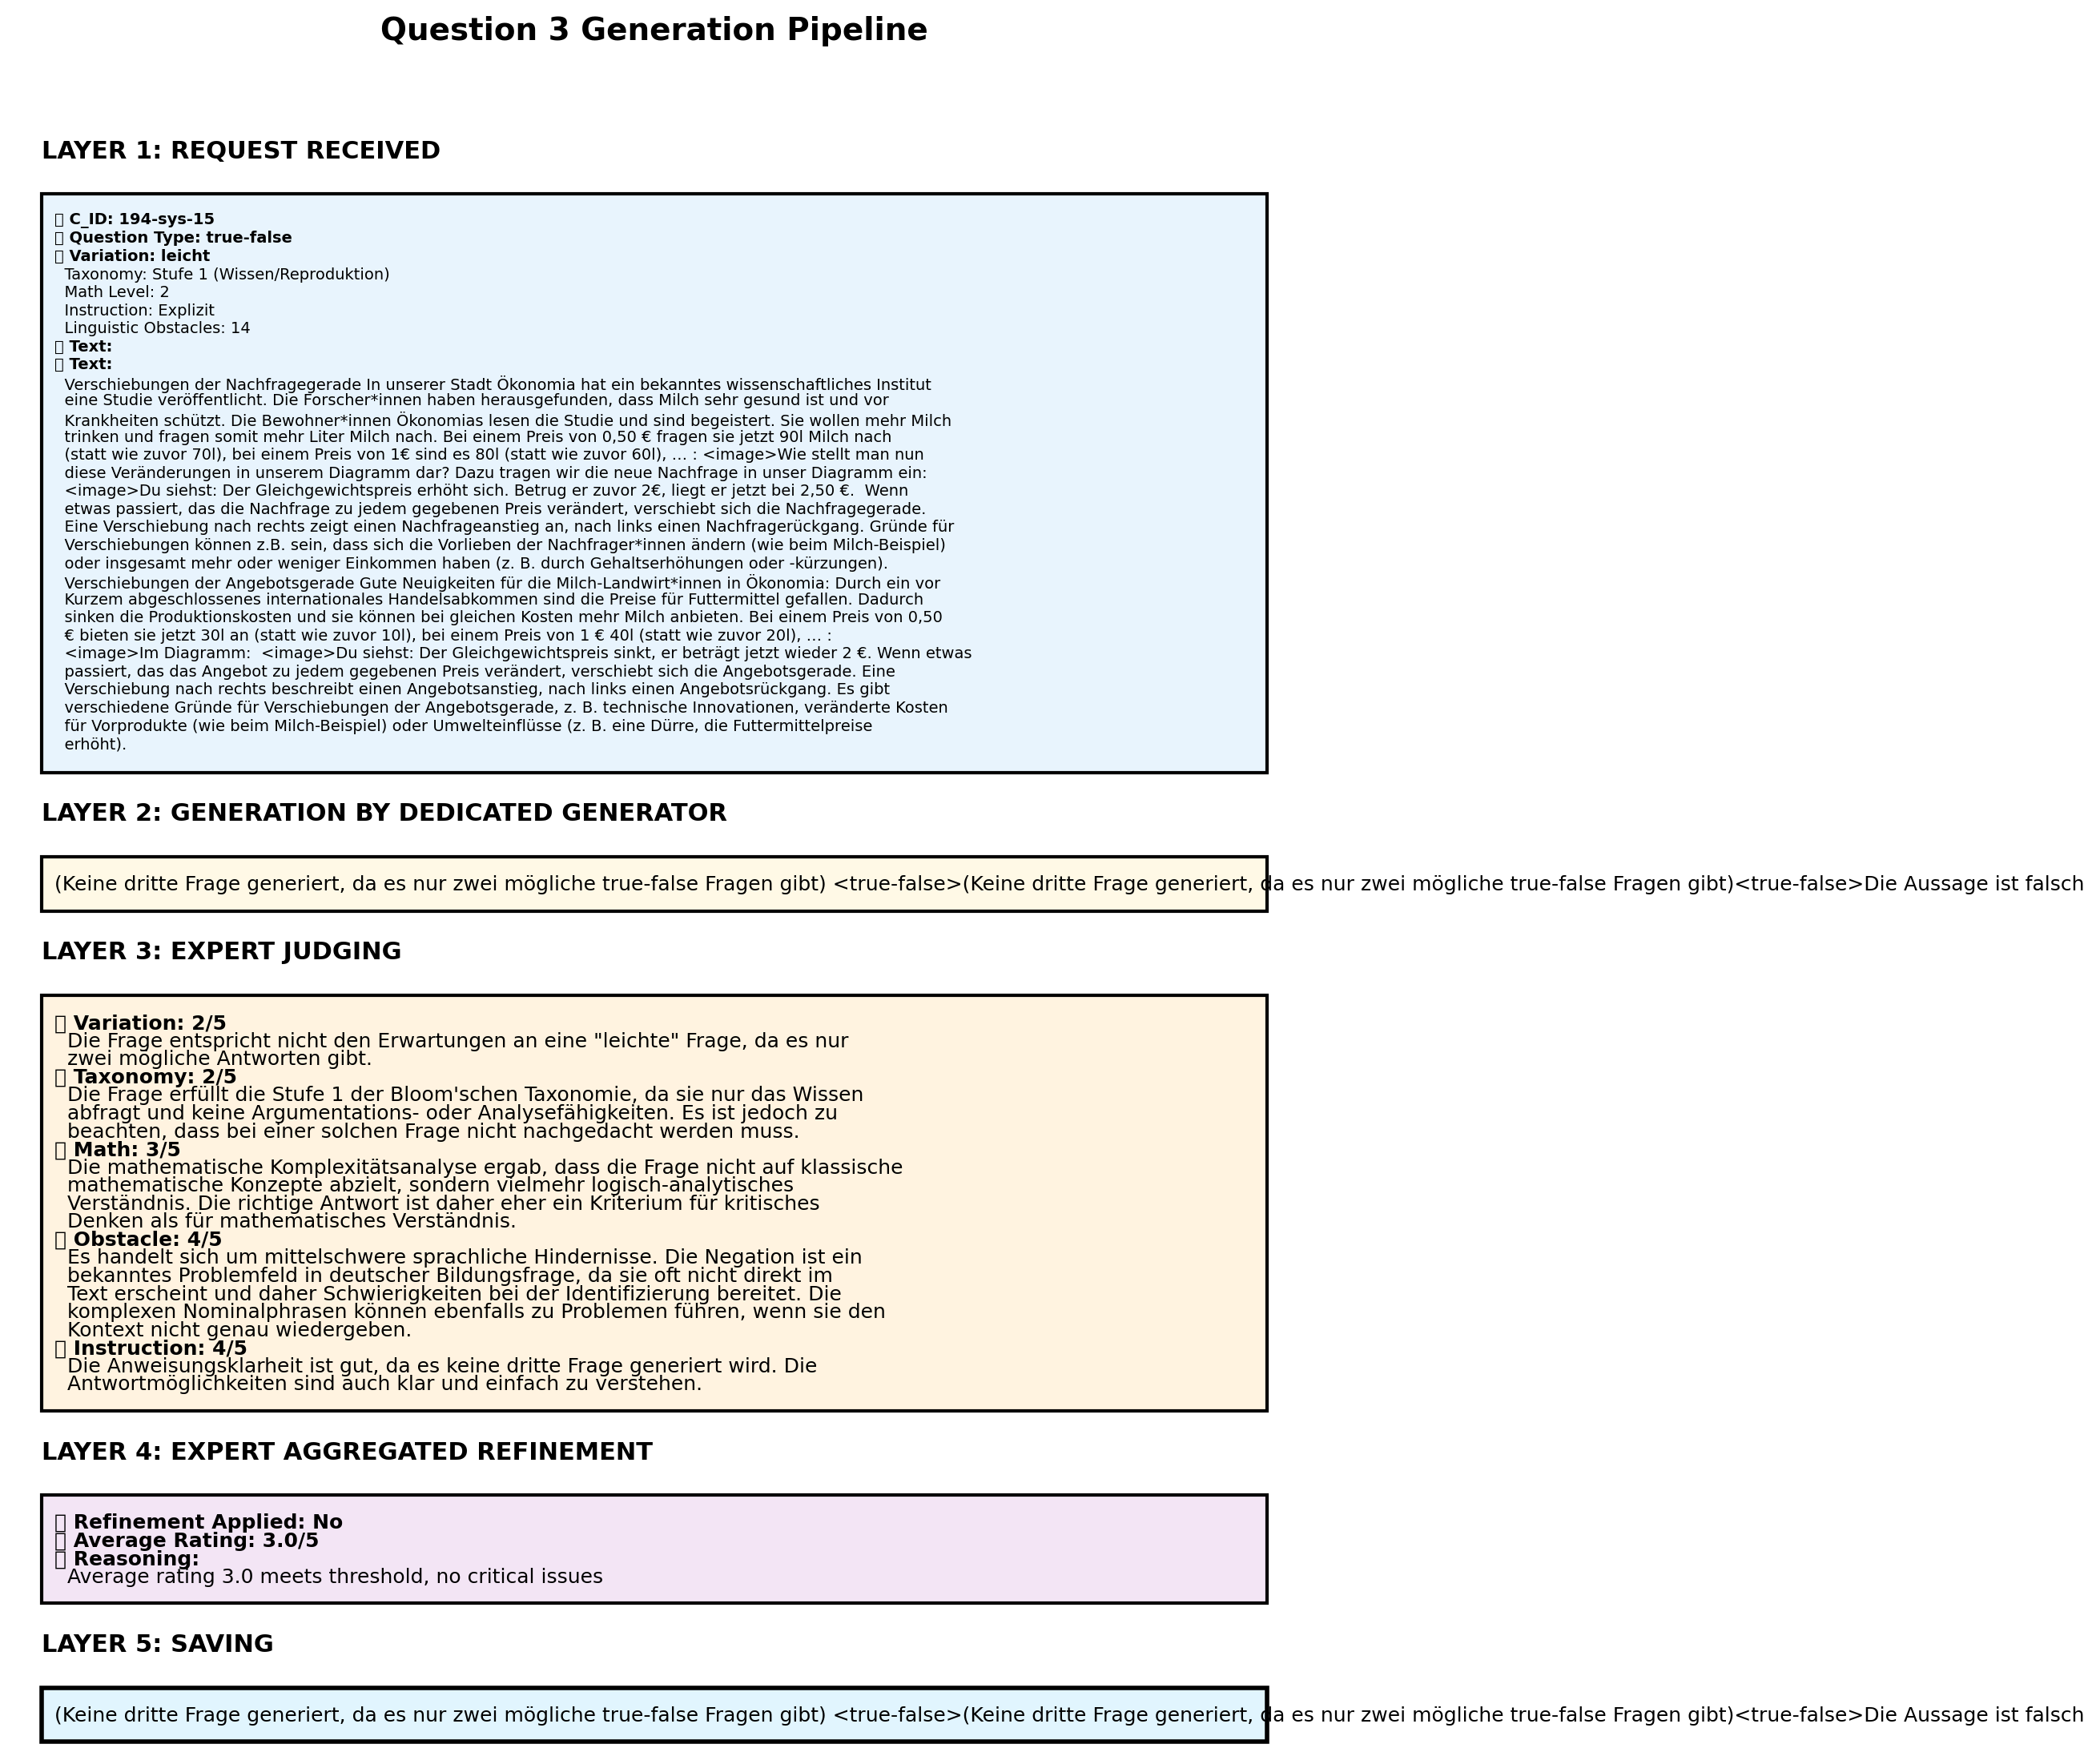 Question 3 Generation Pipeline
LAYER 1: REQUEST RECEIVED
C_ID: 194-sys-15
Question Type: true-false
Variation: leicht
Taxonomy: Stufe 1 (Wissen/Reproduktion)
Math Level: 2
Instruction: Explizit
Linguistic Obstacles: 14
Text:
Text:
Verschiebungen der Nachfragegerade In unserer Stadt Ökonomia hat ein bekanntes wissenschaftliches Institut
eine Studie veröffentlicht. Die Forscher*innen haben herausgefunden, dass Milch sehr gesund ist und vor
Krankheiten schützt. Die Bewohner*innen Ökonomias lesen die Studie und sind begeistert. Sie wollen mehr Milch
trinken und fragen somit mehr Liter Milch nach. Bei einem Preis von 0,50 € fragen sie jetzt 90l Milch nach
(statt wie zuvor 70l), bei einem Preis von 1€ sind es 80l (statt wie zuvor 60l), … : <image>Wie stellt man nun
diese Veränderungen in unserem Diagramm dar? Dazu tragen wir die neue Nachfrage in unser Diagramm ein:
<image>Du siehst: Der Gleichgewichtspreis erhöht sich. Betrug er zuvor 2€, liegt er jetzt bei 2,50 €.  Wenn
etwas passiert, das die Nachfrage zu jedem gegebenen Preis verändert, verschiebt sich die Nachfragegerade.
Eine Verschiebung nach rechts zeigt einen Nachfrageanstieg an, nach links einen Nachfragerückgang. Gründe für
Verschiebungen können z.B. sein, dass sich die Vorlieben der Nachfrager*innen ändern (wie beim Milch-Beispiel)
oder insgesamt mehr oder weniger Einkommen haben (z. B. durch Gehaltserhöhungen oder -kürzungen).
Verschiebungen der Angebotsgerade Gute Neuigkeiten für die Milch-Landwirt*innen in Ökonomia: Durch ein vor
Kurzem abgeschlossenes internationales Handelsabkommen sind die Preise für Futtermittel gefallen. Dadurch
sinken die Produktionskosten und sie können bei gleichen Kosten mehr Milch anbieten. Bei einem Preis von 0,50
€ bieten sie jetzt 30l an (statt wie zuvor 10l), bei einem Preis von 1 € 40l (statt wie zuvor 20l), … :
<image>Im Diagramm:  <image>Du siehst: Der Gleichgewichtspreis sinkt, er beträgt jetzt wieder 2 €. Wenn etwas
passiert, das das Angebot zu jedem gegebenen Preis verändert, verschiebt sich die Angebotsgerade. Eine
Verschiebung nach rechts beschreibt einen Angebotsanstieg, nach links einen Angebotsrückgang. Es gibt
verschiedene Gründe für Verschiebungen der Angebotsgerade, z. B. technische Innovationen, veränderte Kosten
für Vorprodukte (wie beim Milch-Beispiel) oder Umwelteinflüsse (z. B. eine Dürre, die Futtermittelpreise
erhöht).
LAYER 2: GENERATION BY DEDICATED GENERATOR
(Keine dritte Frage generiert, da es nur zwei mögliche true-false Fragen gibt) <true-false>(Keine dritte Frage generiert, da es nur zwei mögliche true-false Fragen gibt)<true-false>Die Aussage ist falsch
LAYER 3: EXPERT JUDGING
Variation: 2/5
Die Frage entspricht nicht den Erwartungen an eine "leichte" Frage, da es nur
zwei mögliche Antworten gibt.
Taxonomy: 2/5
Die Frage erfüllt die Stufe 1 der Bloom'schen Taxonomie, da sie nur das Wissen
abfragt und keine Argumentations- oder Analysefähigkeiten. Es ist jedoch zu
beachten, dass bei einer solchen Frage nicht nachgedacht werden muss.
Math: 3/5
Die mathematische Komplexitätsanalyse ergab, dass die Frage nicht auf klassische
mathematische Konzepte abzielt, sondern vielmehr logisch-analytisches
Verständnis. Die richtige Antwort ist daher eher ein Kriterium für kritisches
Denken als für mathematisches Verständnis.
Obstacle: 4/5
Es handelt sich um mittelschwere sprachliche Hindernisse. Die Negation ist ein
bekanntes Problemfeld in deutscher Bildungsfrage, da sie oft nicht direkt im
Text erscheint und daher Schwierigkeiten bei der Identifizierung bereitet. Die
komplexen Nominalphrasen können ebenfalls zu Problemen führen, wenn sie den
Kontext nicht genau wiedergeben.
Instruction: 4/5
Die Anweisungsklarheit ist gut, da es keine dritte Frage generiert wird. Die
Antwortmöglichkeiten sind auch klar und einfach zu verstehen.
LAYER 4: EXPERT AGGREGATED REFINEMENT
Refinement Applied: No
Average Rating: 3.0/5
Reasoning:
Average rating 3.0 meets threshold, no critical issues
LAYER 5: SAVING
(Keine dritte Frage generiert, da es nur zwei mögliche true-false Fragen gibt) <true-false>(Keine dritte Frage generiert, da es nur zwei mögliche true-false Fragen gibt)<true-false>Die Aussage ist falsch